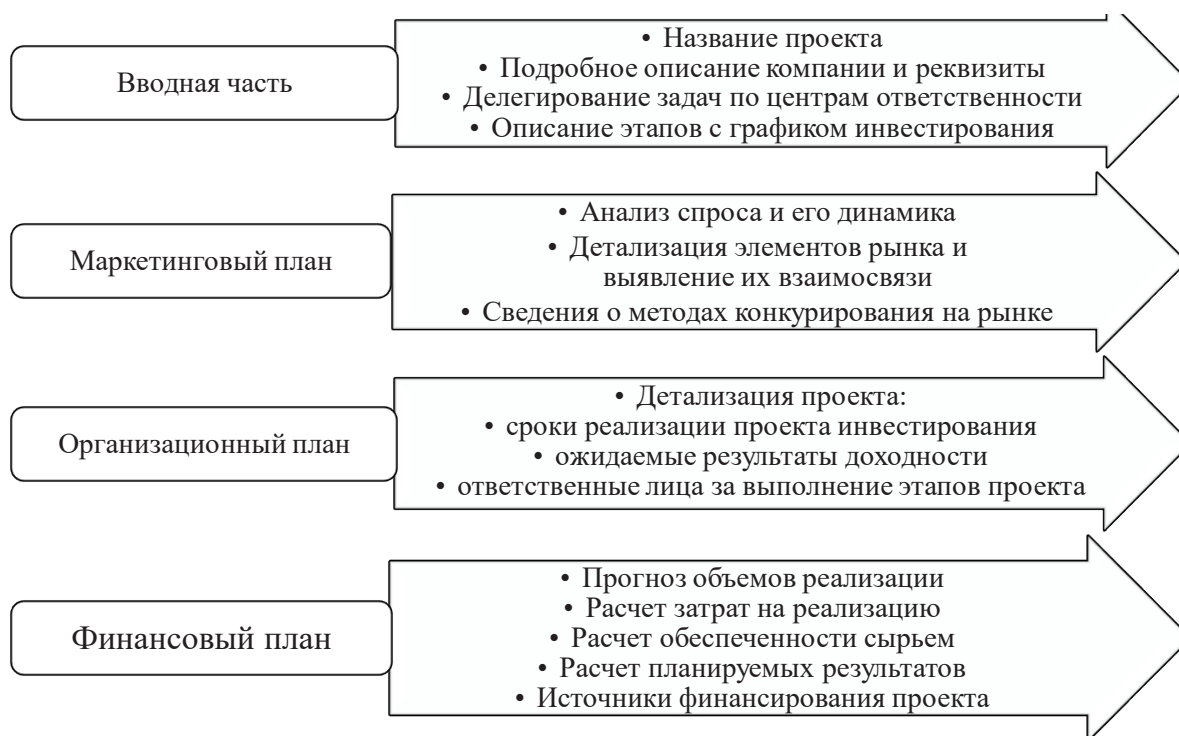 Вводная часть
• Название проекта
• Подробное описание компании и реквизиты
• Делегирование задач по центрам ответственности
• Описание этапов с графиком инвестирования
Маркетинговый план
• Анализ спроса и его динамика
• Детализация элементов рынка и
выявление их взаимосвязи
• Сведения о методах конкурирования на рынке
Организационный план
• Детализация проекта:
• сроки реализации проекта инвестирования
• ожидаемые результаты доходности
• ответственные лица за выполнение этапов проекта
Финансовый план
• Прогноз объемов реализации
• Расчет затрат на реализацию
• Расчет обеспеченности сырьем
• Расчет планируемых результатов
• Источники финансирования проекта